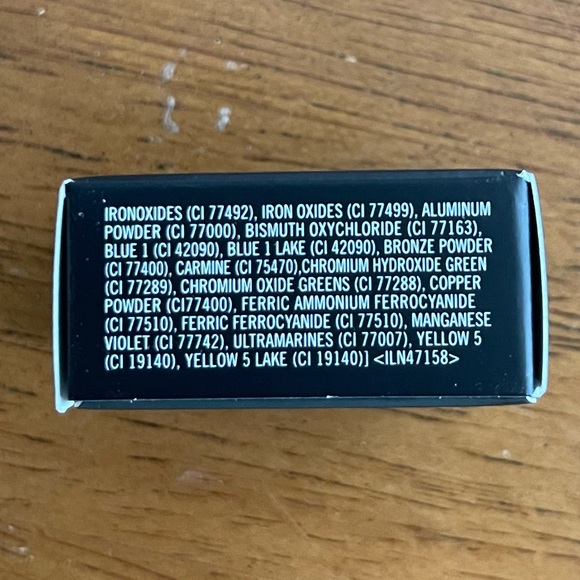 IRONOXIDES (CI 77492), IRON OXIDES (CI 77499), ALUMINUM
POWDER (CI 77000), BISMUTH OXYCHLORIDE (CI 77163),
BLUE 1 (CI 42090), BLUE 1 LAKE (CI 42090), BRONZE POWDER
(CI 77400), CARMINE (CI 75470),CHROMIUM HYDROXIDE GREEN
(CI 77289), CHROMIUM OXIDE GREENS (CI 77288), COPPER
POWDER (CI77400), FERRIC AMMONIUM FERROCYANIDE
(CI 77510), FERRIC FERROCYANIDE (CI 77510), MANGANESE
VIOLET (CI 77742), ULTRAMARINES (CI 77007), YELLOW 5
(CI 19140), YELLOW 5 LAKE (CI 19140)] <ILN47158>